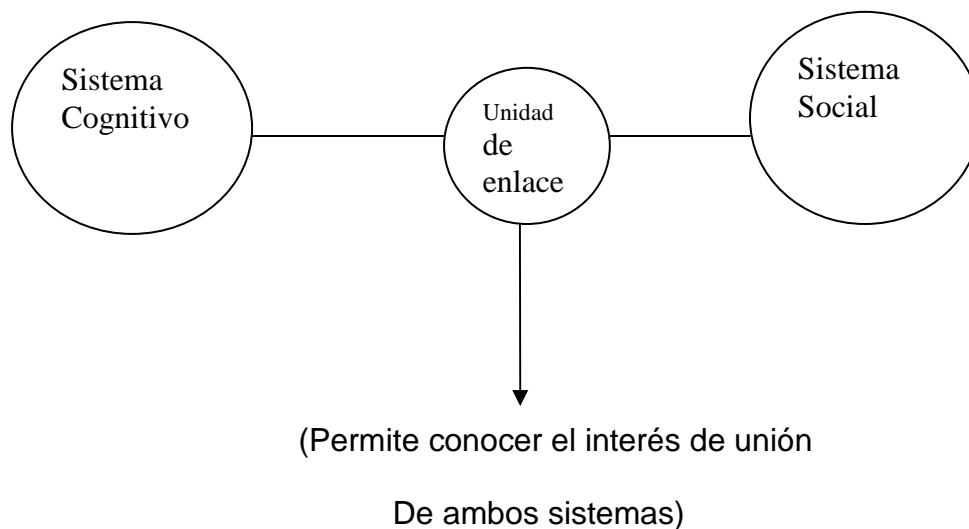 Sistema
Cognitivo
Unidad
de
enlace
Sistema
Social
(Permite conocer el interés de unión
De ambos sistemas)